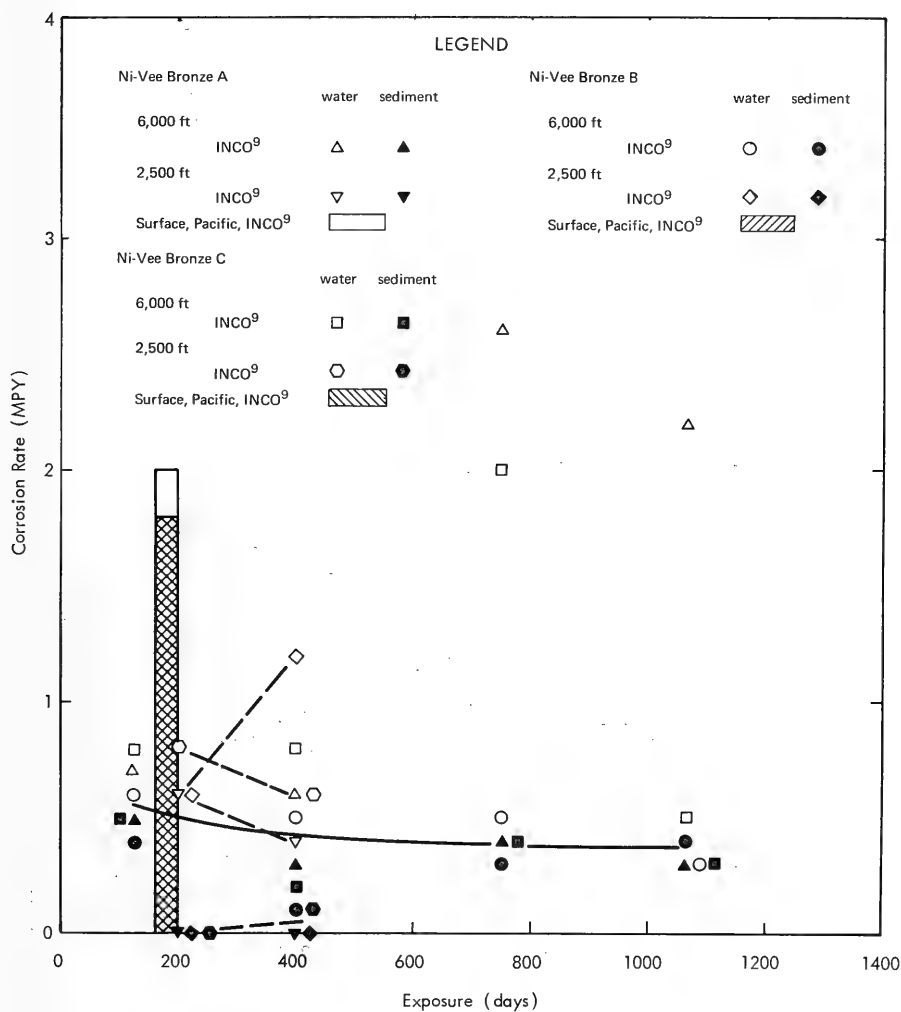 LEGEND
Ni-Vee Bronze A
water sediment
6,000 ft
INCO9
2,500 ft
INCO9
Surface, Pacific, INCO9
Ni-Vee Bronze B
water sediment
6,000 ft
INCO9
2,500 ft
INCO9
Surface, Pacific, INCO9
Ni-Vee Bronze C
water sediment
6,000 ft
INCO9
2,500 ft
INCO9
Surface, Pacific, INCO9
4
3
2
1
0
Corrosion Rate (MPY)
0 200 400 600 800 1000 1200 1400
Exposure (days)